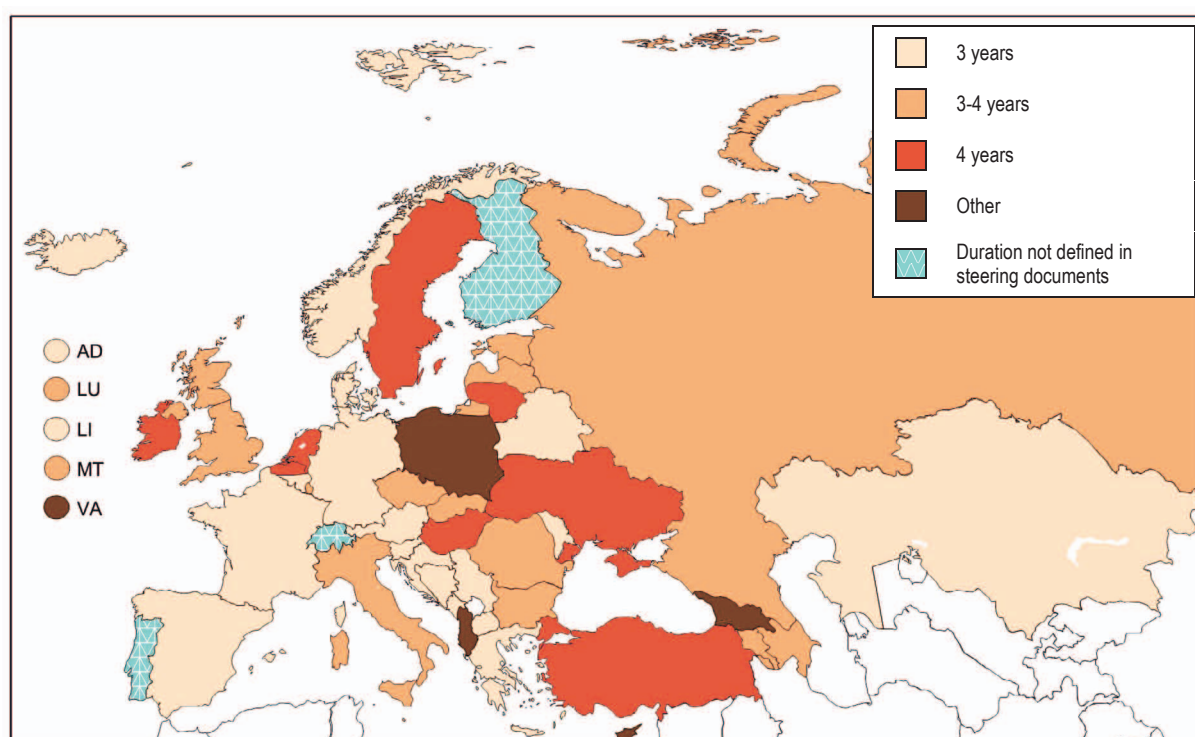 3 years
3-4 years
4 years
Other
Duration not defined in
steering documents
AD
LU
LI
MT
VA